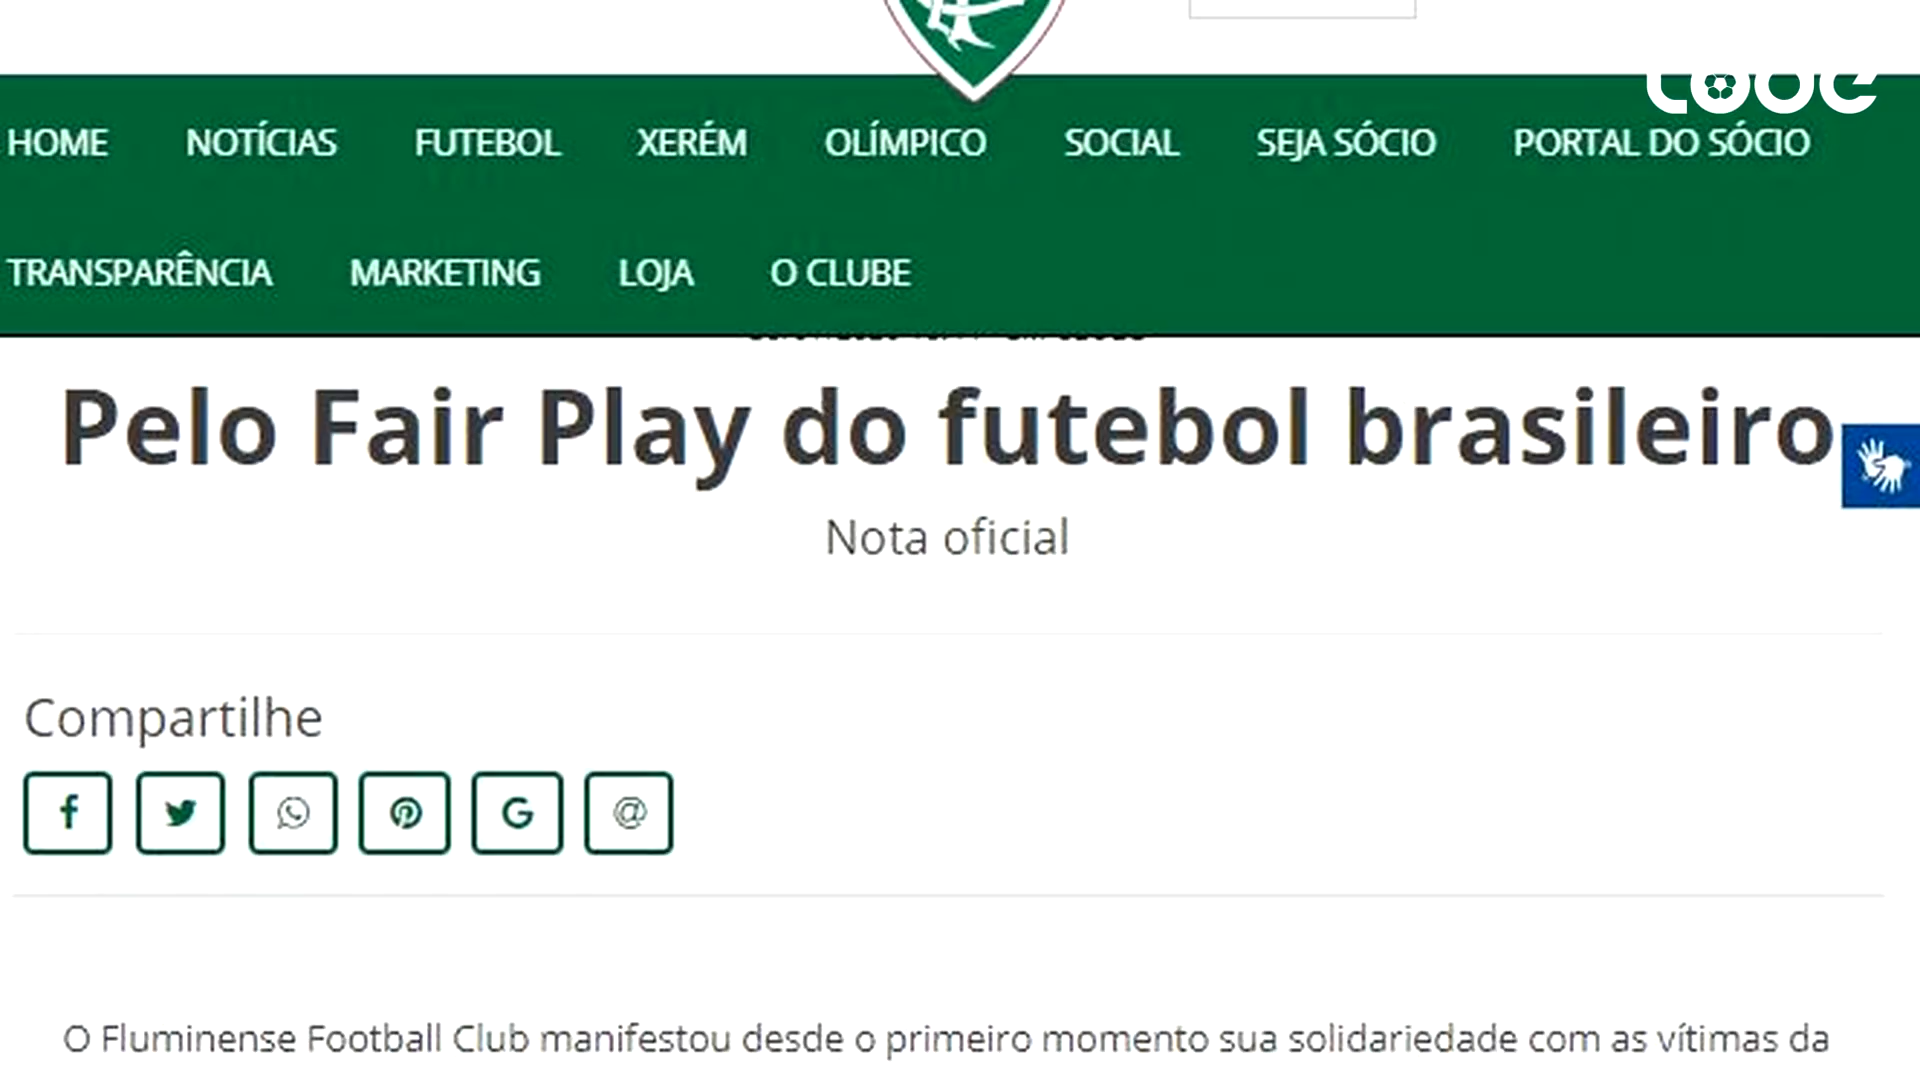 HOME NOTÍCIAS FUTEBOL XERÉM OLÍMPICO SOCIAL SEJA SÓCIO PORTAL DO SÓCIO
TRANSPARÊNCIA MARKETING LOJA O CLUBE
Pelo Fair Play do futebol brasileiro
Nota oficial
Compartilhe
O Fluminense Football Club manifestou desde o primeiro momento sua solidariedade com as vítimas da